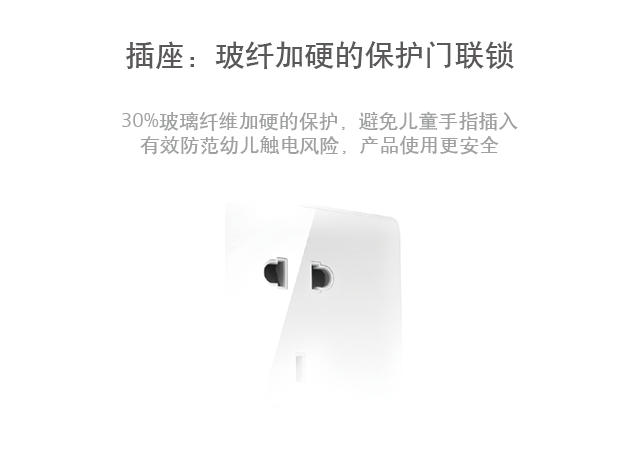 插座：玻纤加硬的保护门联锁
30%玻璃纤维加硬的保护，避免儿童手指插入
有效防范幼儿触电风险，产品使用更安全